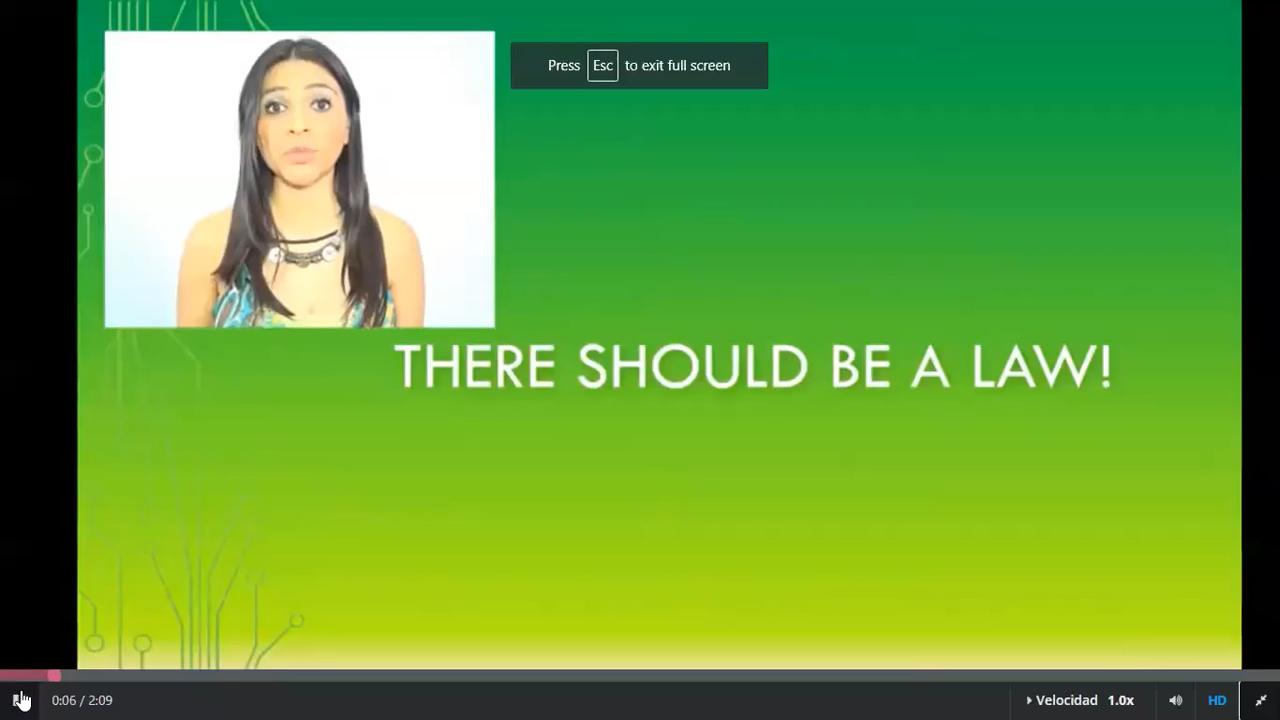 Press Esc to exit full screen
THERE SHOULD BE A LAW!
0:06 / 2:09
Velocidad 1.0x
HD